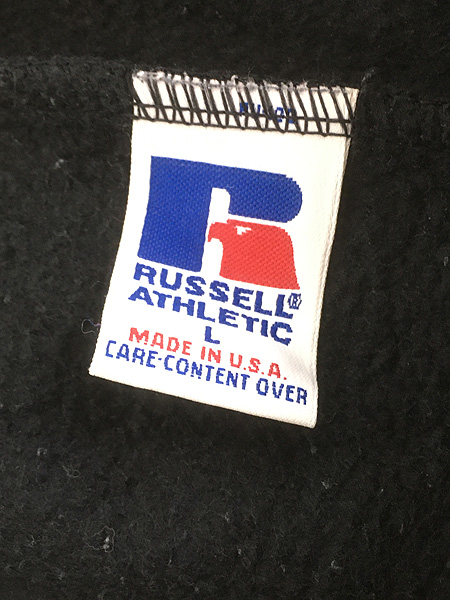 RUSSELL®
ATHLETIC
L
MADE IN U.S.A.
CARE-CONTENT OVER